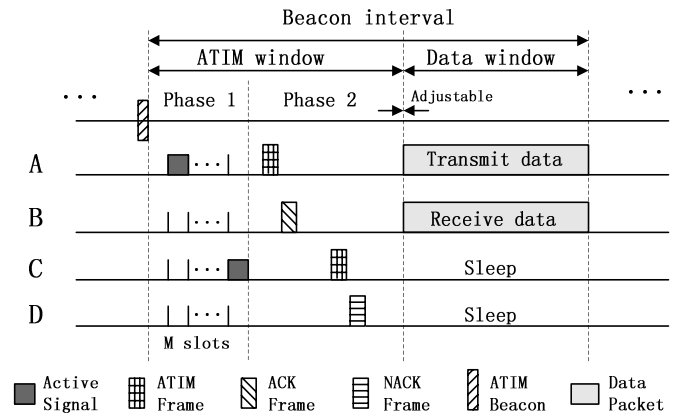 Beacon interval
ATIM window Data window
... Phase 1 Phase 2 Adjustable ...
A ... Transmit data
B ... Receive data
C ... Sleep
D ... Sleep
M slots
Active Signal
ATIM Frame
ACK Frame
NACK Frame
ATIM Beacon
Data Packet